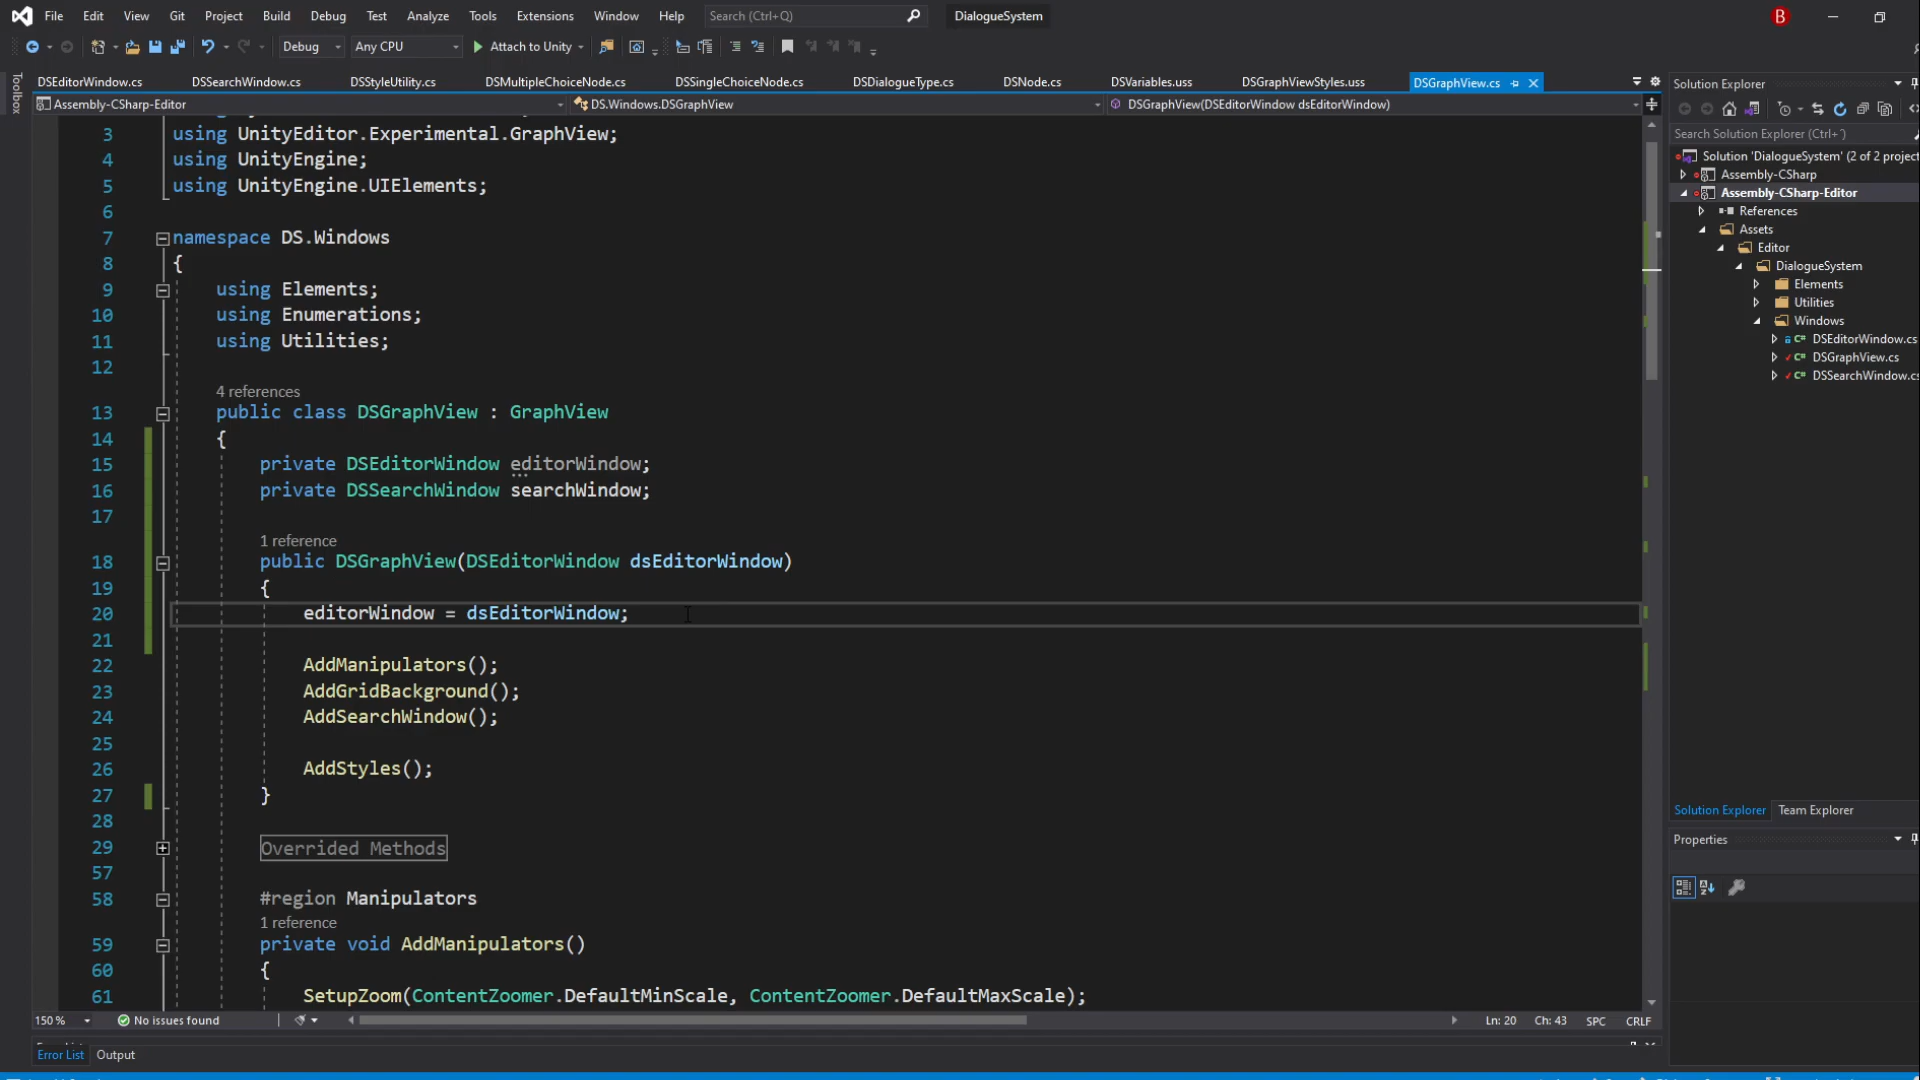 File Edit View Git Project Build Debug Test Analyze Tools Extensions Window Help Search (Ctrl+Q) DialogueSystem B
Debug Any CPU Attach to Unity
Toolbox
DSEditorWindow.cs DSSearchWindow.cs DSStyleUtility.cs DSMultipleChoiceNode.cs DSSingleChoiceNode.cs DSDialogueType.cs DSNode.cs DSVariables.uss DSGraphViewStyles.uss DSGraphView.cs
Assembly-CSharp-Editor DS.Windows.DSGraphView DSGraphView(DSEditorWindow dsEditorWindow)
3 using UnityEditor.Experimental.GraphView;
4 using UnityEngine;
5 using UnityEngine.UIElements;
6
7 namespace DS.Windows
8 {
9 using Elements;
10 using Enumerations;
11 using Utilities;
12
4 references
13 public class DSGraphView : GraphView
14 {
15 private DSEditorWindow editorWindow;
16 private DSSearchWindow searchWindow;
17
1 reference
18 public DSGraphView(DSEditorWindow dsEditorWindow)
19 {
20 editorWindow = dsEditorWindow;
21
22 AddManipulators();
23 AddGridBackground();
24 AddSearchWindow();
25
26 AddStyles();
27 }
28
29 Overrided Methods
57
58 #region Manipulators
1 reference
59 private void AddManipulators()
60 {
61 SetupZoom(ContentZoomer.DefaultMinScale, ContentZoomer.DefaultMaxScale);
150 % No issues found Ln: 20 Ch: 43 SPC CRLF
Error List Output
Solution Explorer
Search Solution Explorer (Ctrl+´)
Solution 'DialogueSystem' (2 of 2 project
Assembly-CSharp
Assembly-CSharp-Editor
References
Assets
Editor
DialogueSystem
Elements
Utilities
Windows
DSEditorWindow.cs
DSGraphView.cs
DSSearchWindow.cs
Solution Explorer Team Explorer
Properties